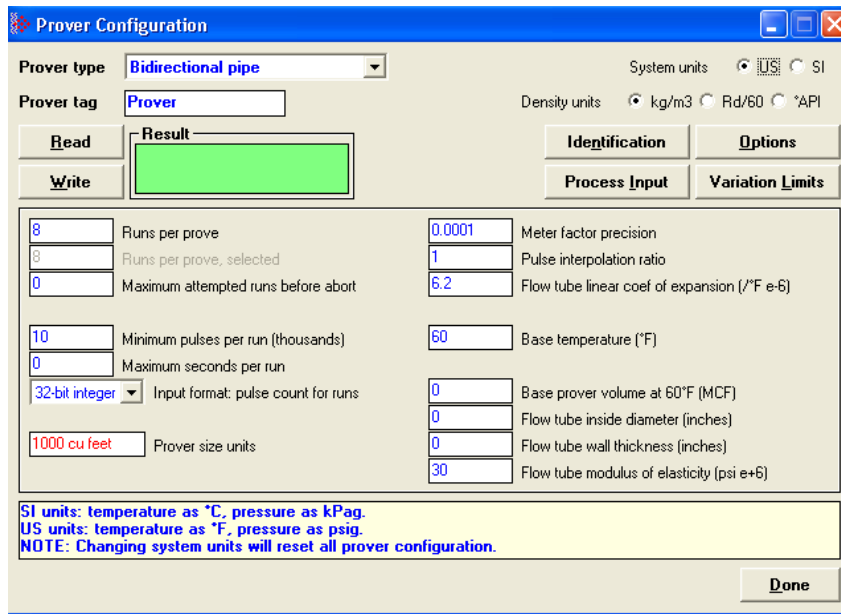 Prover Configuration
Prover type Bidirectional pipe System units US SI
Prover tag Prover Density units kg/m3 Rd/60 °API
Read Result Identification Options
Write Process Input Variation Limits
8 Runs per prove 0.0001 Meter factor precision
8 Runs per prove, selected 1 Pulse interpolation ratio
0 Maximum attempted runs before abort 6.2 Flow tube linear coef of expansion (/°F e-6)
10 Minimum pulses per run (thousands) 60 Base temperature (°F)
0 Maximum seconds per run
32-bit integer Input format: pulse count for runs 0 Base prover volume at 60°F (MCF)
0 Flow tube inside diameter (inches)
1000 cu feet Prover size units 0 Flow tube wall thickness (inches)
30 Flow tube modulus of elasticity (psi e+6)
SI units: temperature as °C, pressure as kPag.
US units: temperature as °F, pressure as psig.
NOTE: Changing system units will reset all prover configuration.
Done